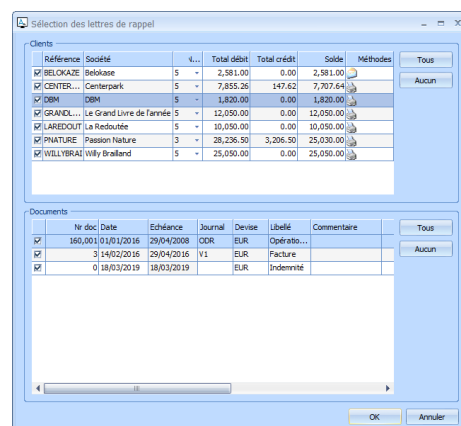 Sélection des lettres de rappel
Clients
Référence Société ... Total débit Total crédit Solde Méthodes
BELOKAZE Belokase 5 2,581.00 0.00 2,581.00
CENTER... Centerpark 5 7,855.26 147.62 7,707.64
DBM DBM 5 1,820.00 0.00 1,820.00
GRANDL... Le Grand Livre de l'année 5 12,050.00 0.00 12,050.00
LAREDOUT La Redoutée 5 10,050.00 0.00 10,050.00
PNATURE Passion Nature 3 28,236.50 3,206.50 25,030.00
WILLYBRAI Willy Brailland 5 25,050.00 0.00 25,050.00
Tous
Aucun
Documents
Nr doc Date Echéance Journal Devise Libellé Commentaire
160,001 01/01/2016 29/04/2008 ODR EUR Opératio...
3 14/02/2016 29/04/2016 V1 EUR Facture
0 18/03/2019 18/03/2019 EUR Indemnité
Tous
Aucun
OK Annuler